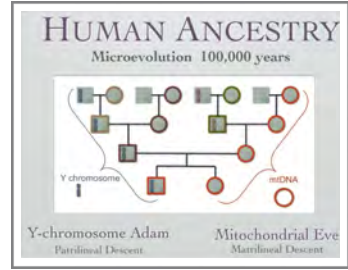 HUMAN ANCESTRY
Microevolution 100,000 years
Y chromosome
mtDNA
Y-chromosome Adam
Mitochondrial Eve
Patrilineal Descent
Matrilineal Descent